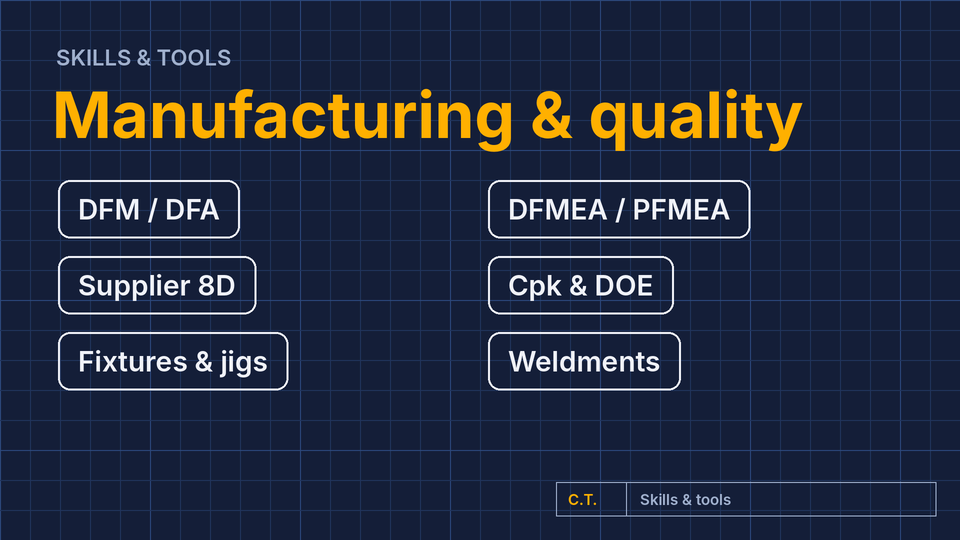 SKILLS & TOOLS
Manufacturing & quality
DFM / DFA
DFMEA / PFMEA
Supplier 8D
Cpk & DOE
Fixtures & jigs
Weldments
C.T.
Skills & tools